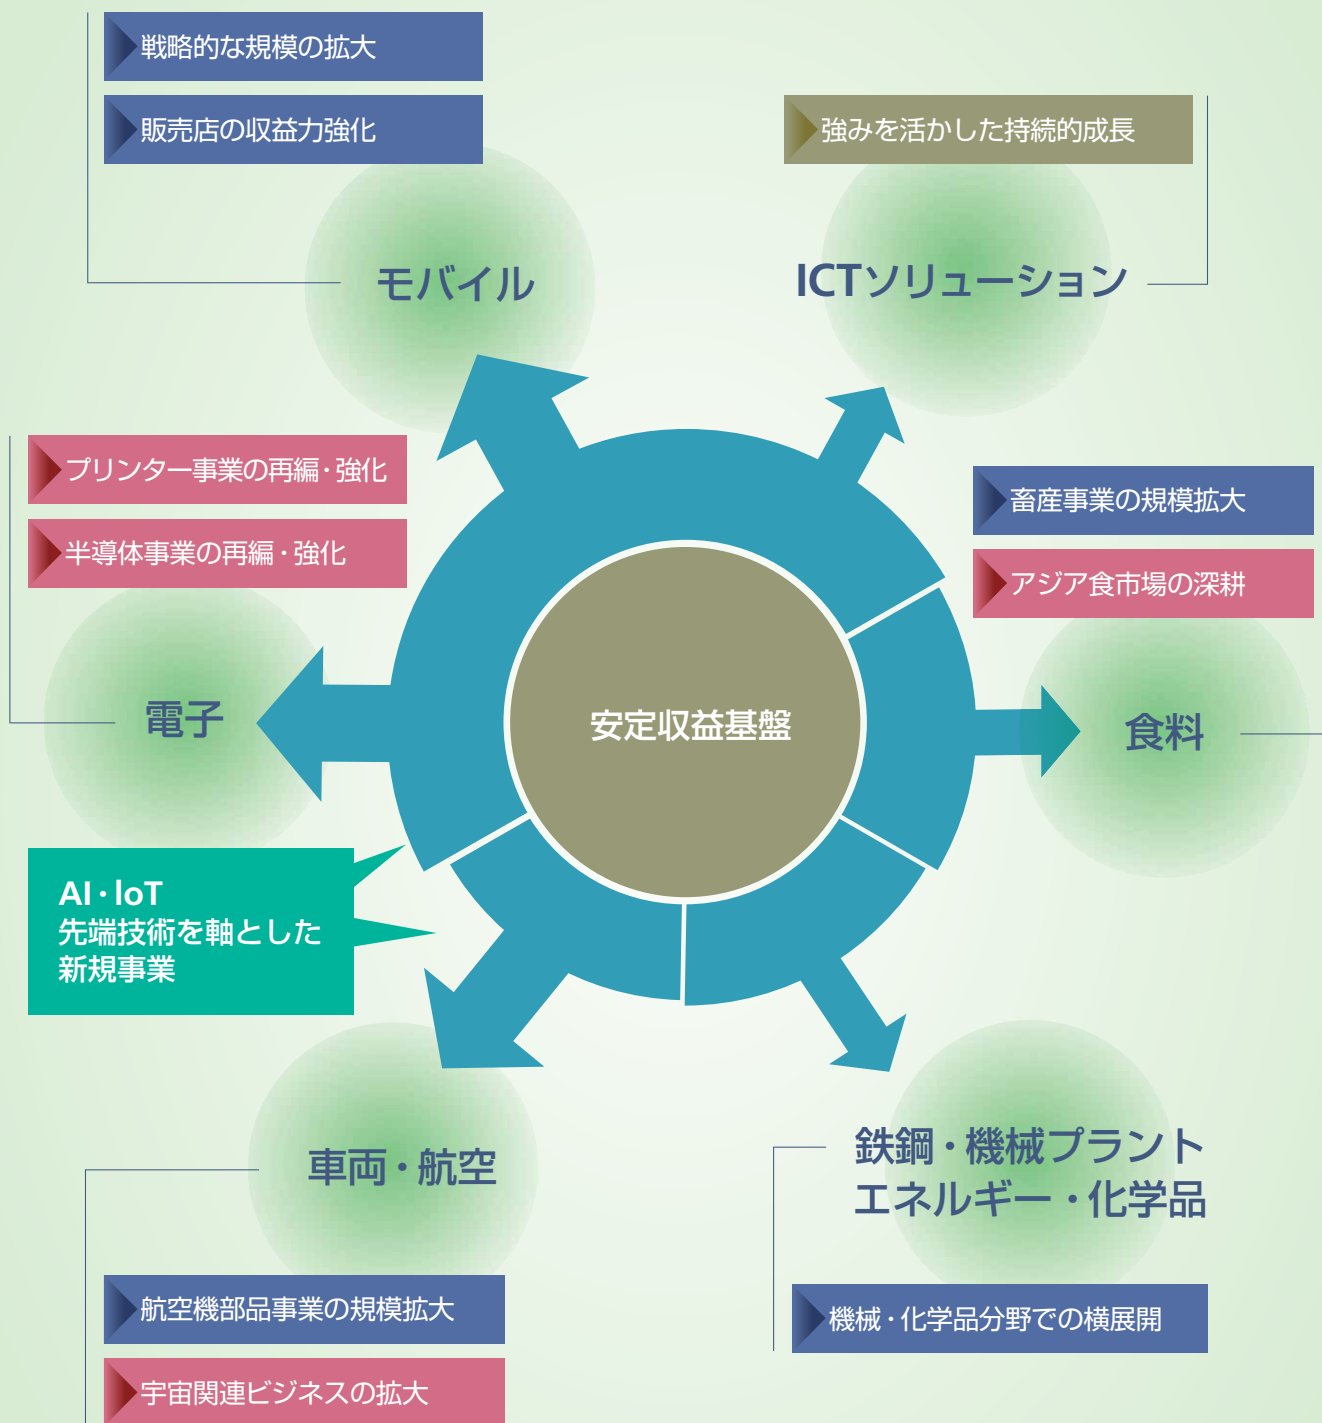 戦略的な規模の拡大
販売店の収益力強化
モバイル
強みを活かした持続的成長
ICTソリューション
プリンター事業の再編・強化
半導体事業の再編・強化
電子
畜産事業の規模拡大
アジア食市場の深耕
食料
安定収益基盤
AI・IoT
先端技術を軸とした
新規事業
車両・航空
航空機部品事業の規模拡大
宇宙関連ビジネスの拡大
鉄鋼・機械プラント
エネルギー・化学品
機械・化学品分野での横展開